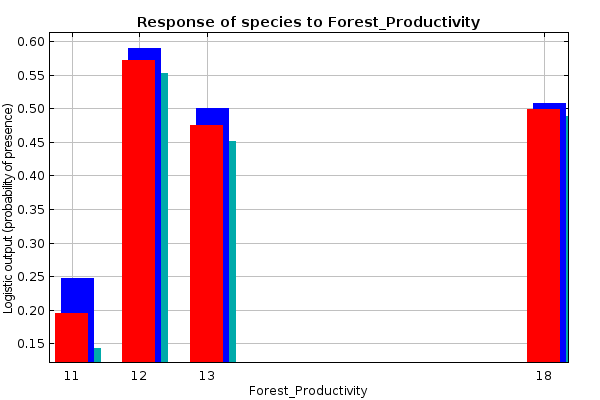 Response of species to Forest_Productivity
Logistic output (probability of presence)
0.60
0.55
0.50
0.45
0.40
0.35
0.30
0.25
0.20
0.15
11 12 13 18
Forest_Productivity